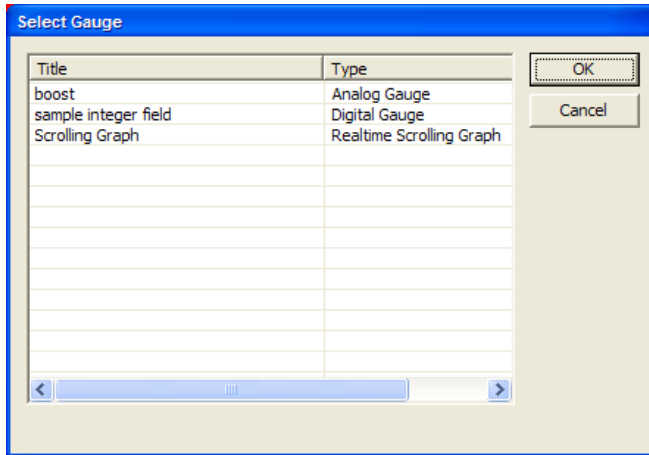 Select Gauge
Title Type
boost Analog Gauge
sample integer field Digital Gauge
Scrolling Graph Realtime Scrolling Graph
OK
Cancel